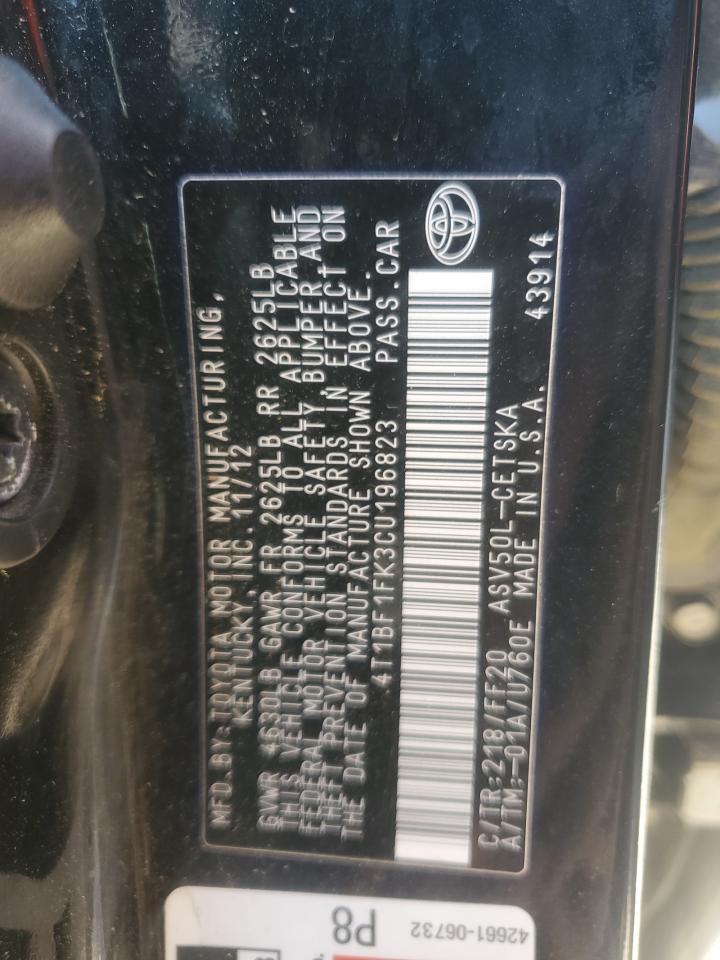 MFD.BY:TOYOTA MOTOR MANUFACTURING,
KENTUCKY, INC. 11/12
GVWR 4630LB GAWR FR 2625LB RR 2625LB
THIS VEHICLE CONFORMS TO ALL APPLICABLE
FEDERAL MOTOR VEHICLE SAFETY, BUMPER AND
THEFT PREVENTION STANDARDS IN EFFECT ON
THE DATE OF MANUFACTURE SHOWN ABOVE.
4T1BF1FK3CU196823 PASS.CAR
C/TR:218/FF20 ASV50L-CETSKA
A/TM:-01A/U760E MADE IN U.S.A. 43914
42661-06732
P8